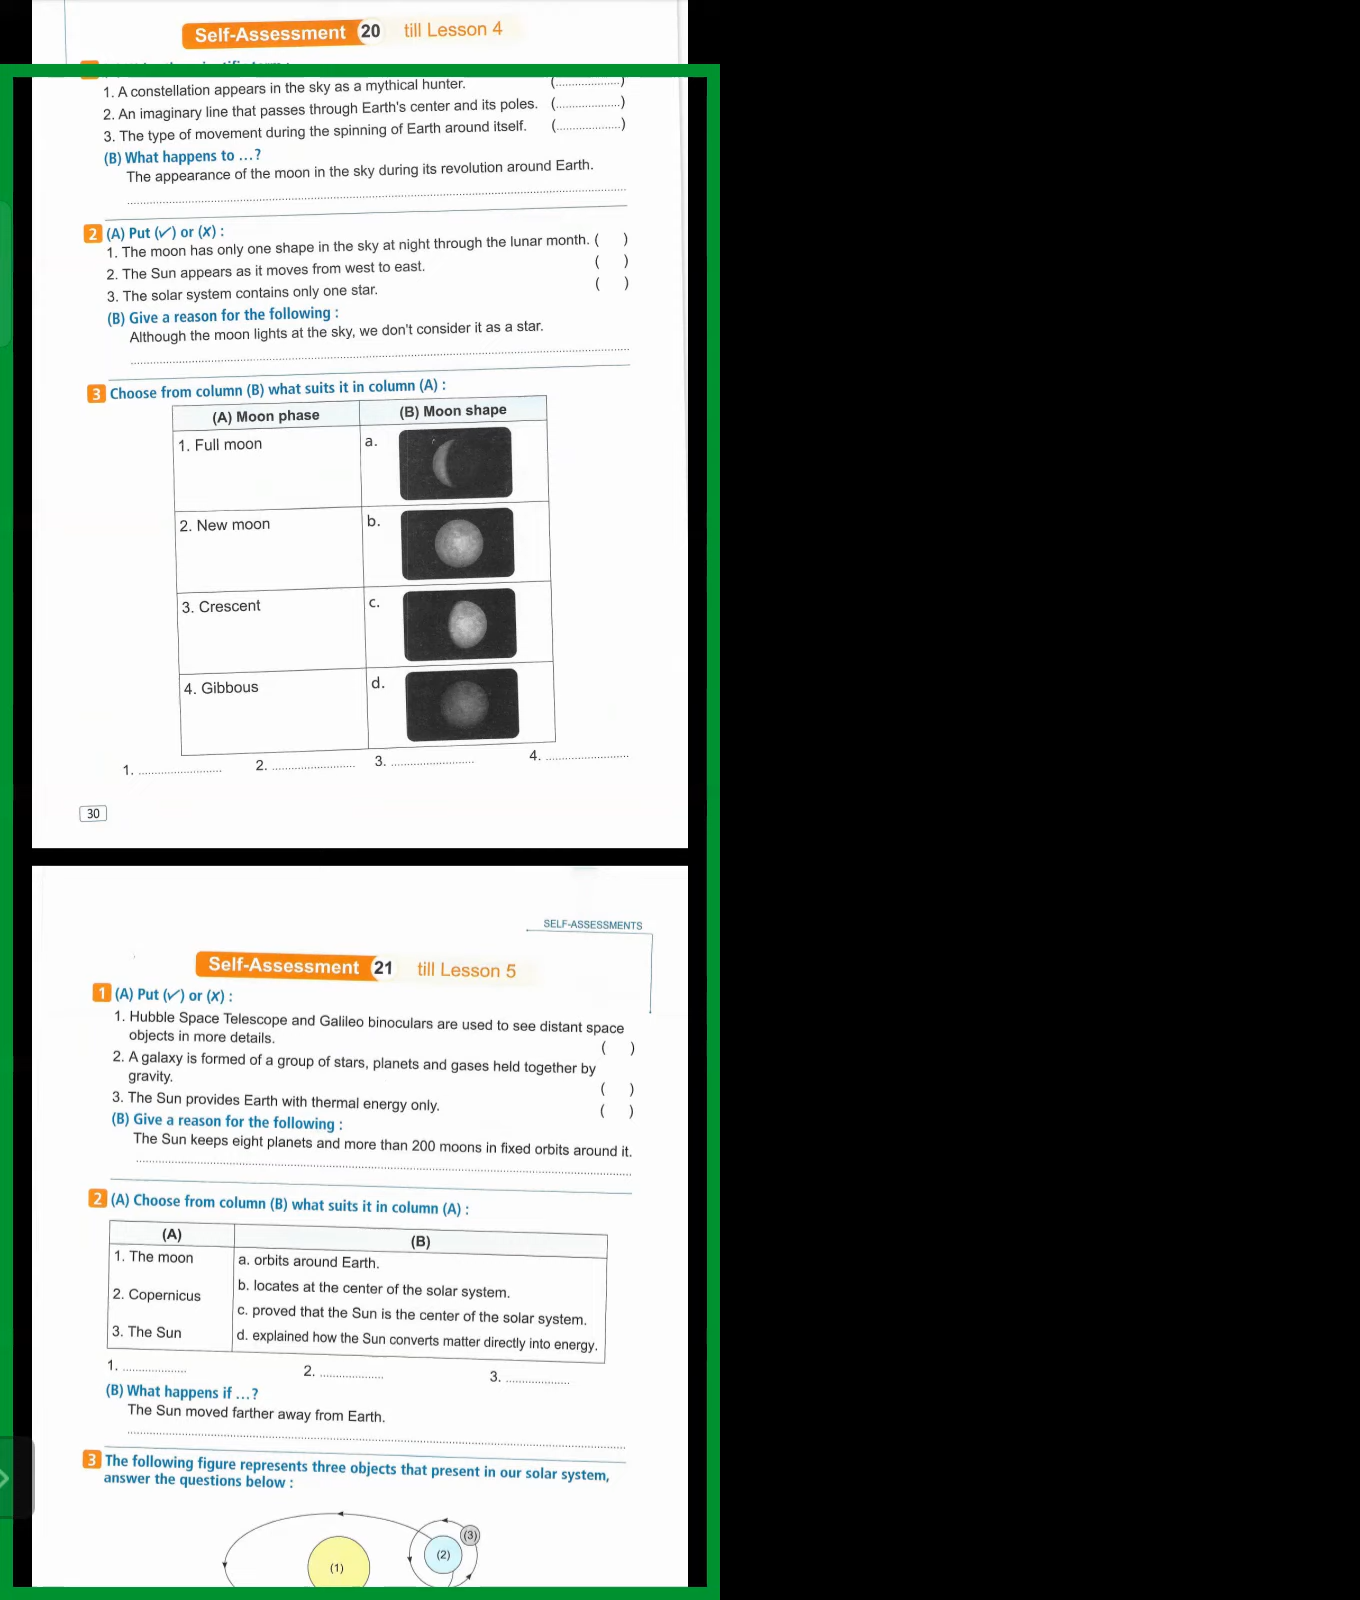 Self-Assessment 20 till Lesson 4
1. A constellation appears in the sky as a mythical hunter. (....................)
2. An imaginary line that passes through Earth's center and its poles. (....................)
3. The type of movement during the spinning of Earth around itself. (....................)
(B) What happens to ...?
The appearance of the moon in the sky during its revolution around Earth.
2 (A) Put (✓) or (✗) :
1. The moon has only one shape in the sky at night through the lunar month. ( )
2. The Sun appears as it moves from west to east. ( )
3. The solar system contains only one star. ( )
(B) Give a reason for the following :
Although the moon lights at the sky, we don't consider it as a star.
3 Choose from column (B) what suits it in column (A) :
(A) Moon phase (B) Moon shape
1. Full moon a.
2. New moon b.
3. Crescent c.
4. Gibbous d.
1. .................... 2. .................... 3. .................... 4. ....................
30
SELF-ASSESSMENTS
Self-Assessment 21 till Lesson 5
1 (A) Put (✓) or (✗) :
1. Hubble Space Telescope and Galileo binoculars are used to see distant space
objects in more details. ( )
2. A galaxy is formed of a group of stars, planets and gases held together by
gravity. ( )
3. The Sun provides Earth with thermal energy only. ( )
(B) Give a reason for the following :
The Sun keeps eight planets and more than 200 moons in fixed orbits around it.
2 (A) Choose from column (B) what suits it in column (A) :
(A) (B)
1. The moon a. orbits around Earth.
b. locates at the center of the solar system.
2. Copernicus
c. proved that the Sun is the center of the solar system.
3. The Sun d. explained how the Sun converts matter directly into energy.
1. .................... 2. .................... 3. ....................
(B) What happens if ...?
The Sun moved farther away from Earth.
3 The following figure represents three objects that present in our solar system,
answer the questions below :
(3)
(2)
(1)